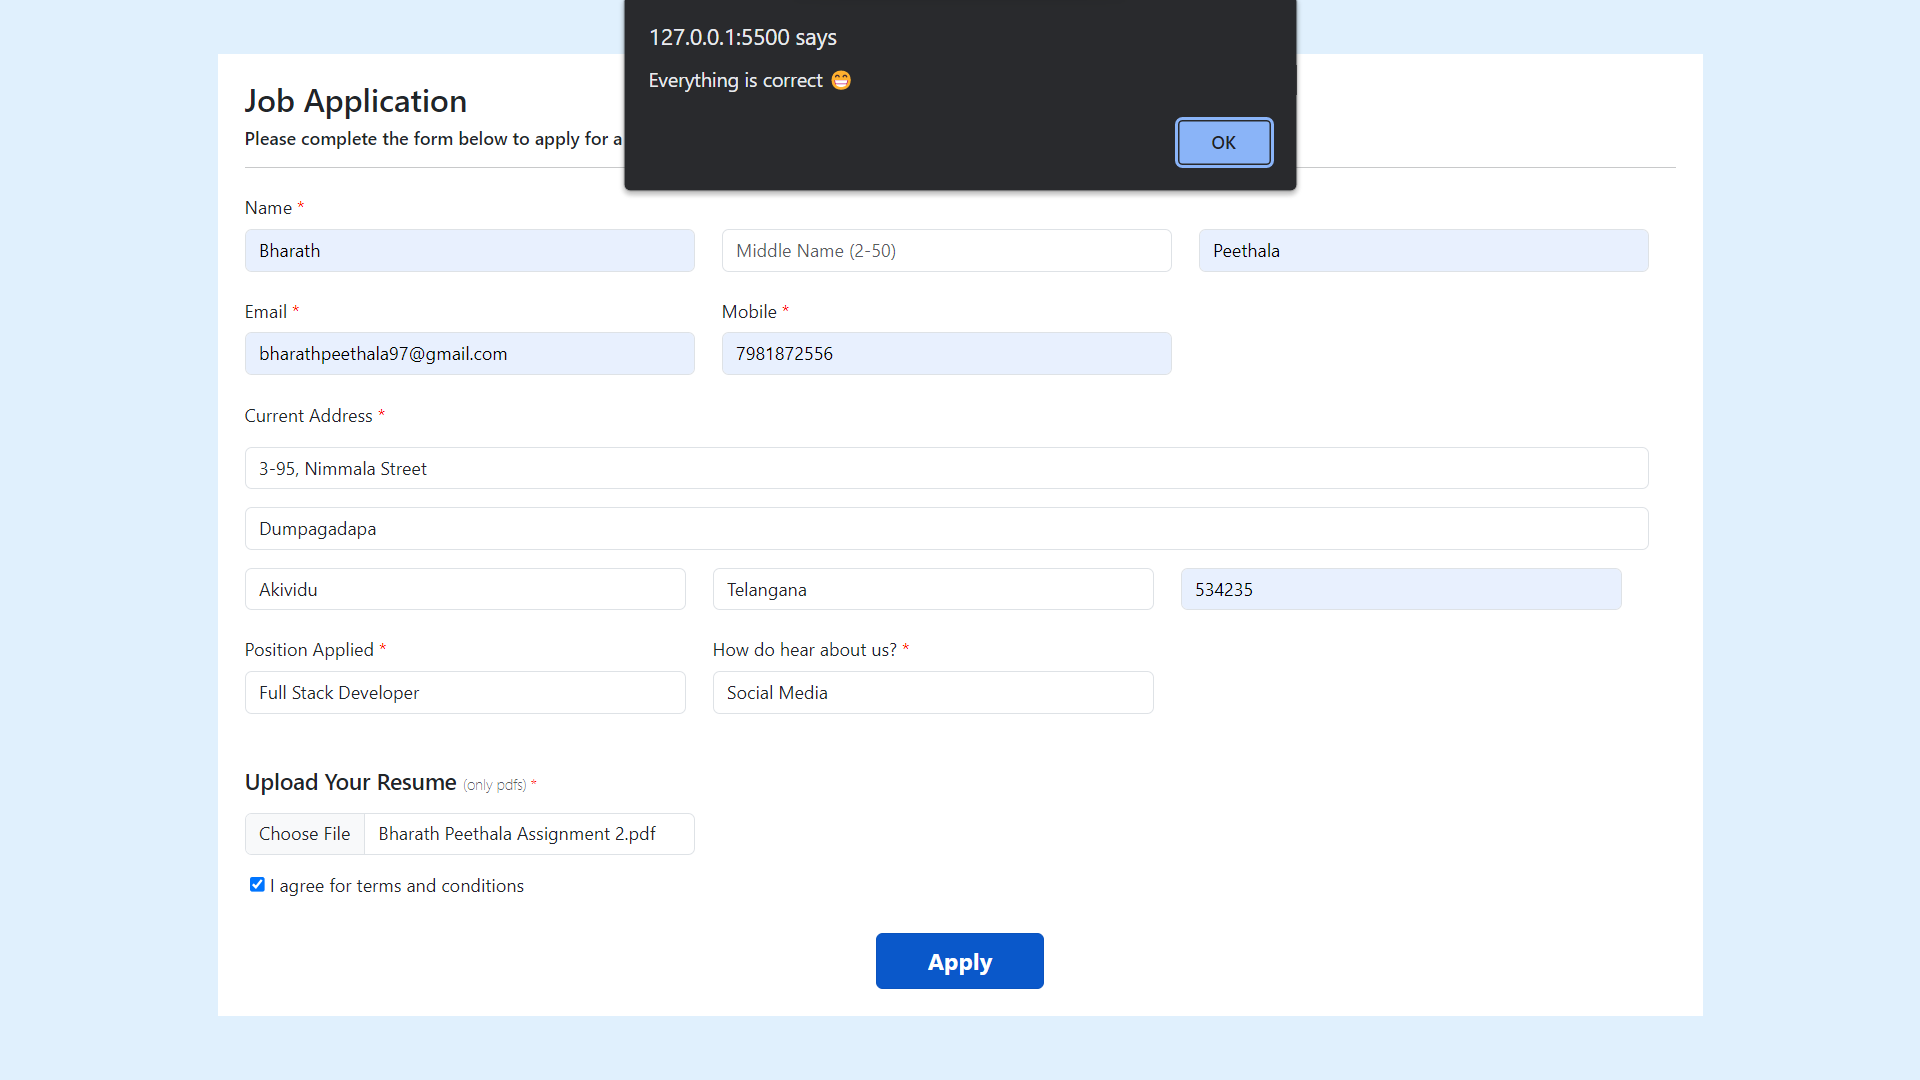 127.0.0.1:5500 says
Everything is correct 😁
OK
Job Application
Please complete the form below to apply for a
Name *
Bharath
Middle Name (2-50)
Peethala
Email *
Mobile *
bharathpeethala97@gmail.com
7981872556
Current Address *
3-95, Nimmala Street
Dumpagadapa
Akividu
Telangana
534235
Position Applied *
How do hear about us? *
Full Stack Developer
Social Media
Upload Your Resume (only pdfs) *
Choose File
Bharath Peethala Assignment 2.pdf
I agree for terms and conditions
Apply